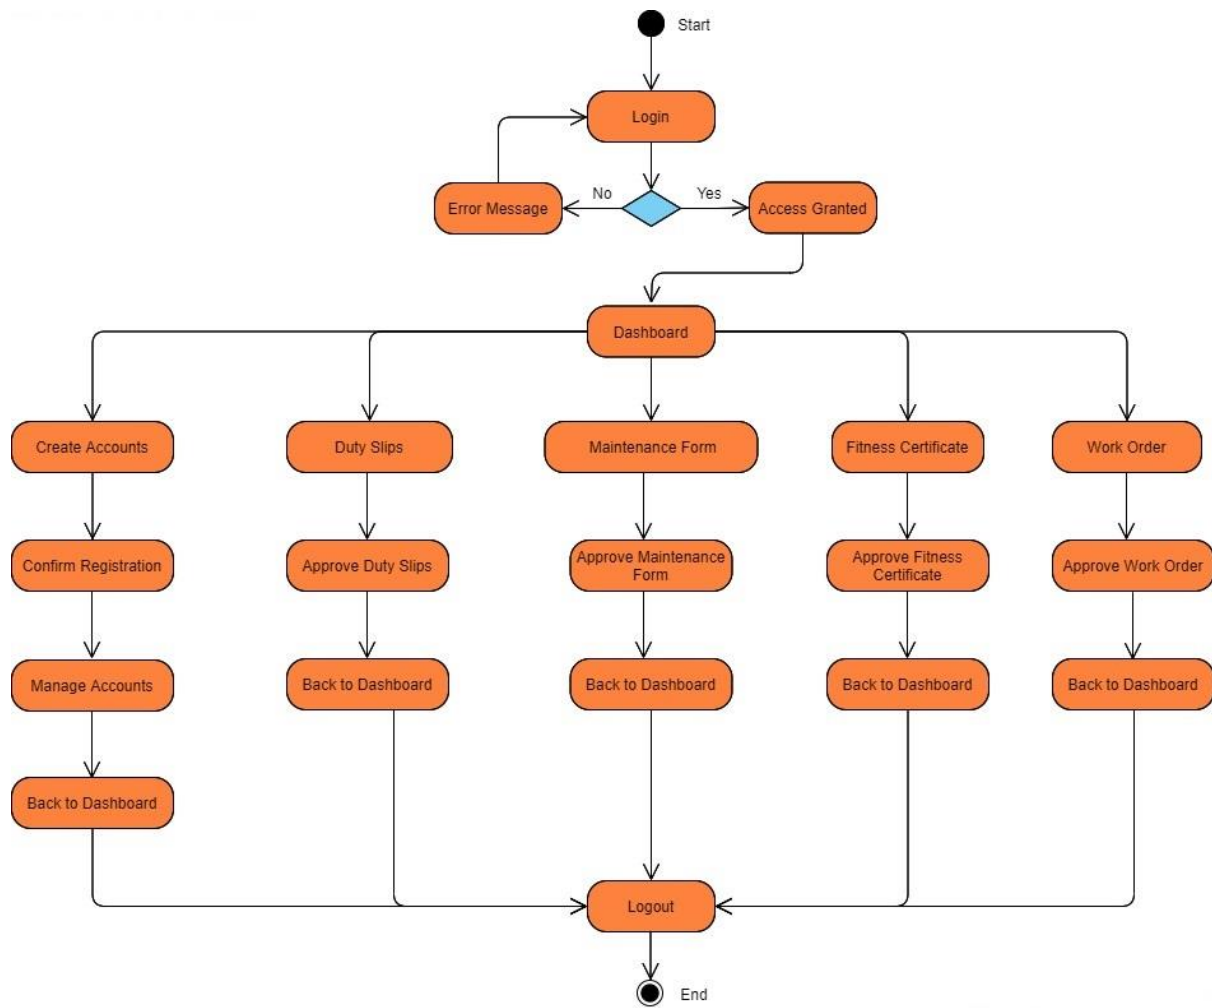 Start
Login
No
Yes
Error Message
Access Granted
Dashboard
Create Accounts
Duty Slips
Maintenance Form
Fitness Certificate
Work Order
Confirm Registration
Approve Duty Slips
Approve Maintenance
Form
Approve Fitness
Certificate
Approve Work Order
Manage Accounts
Back to Dashboard
Back to Dashboard
Back to Dashboard
Back to Dashboard
Back to Dashboard
Logout
End